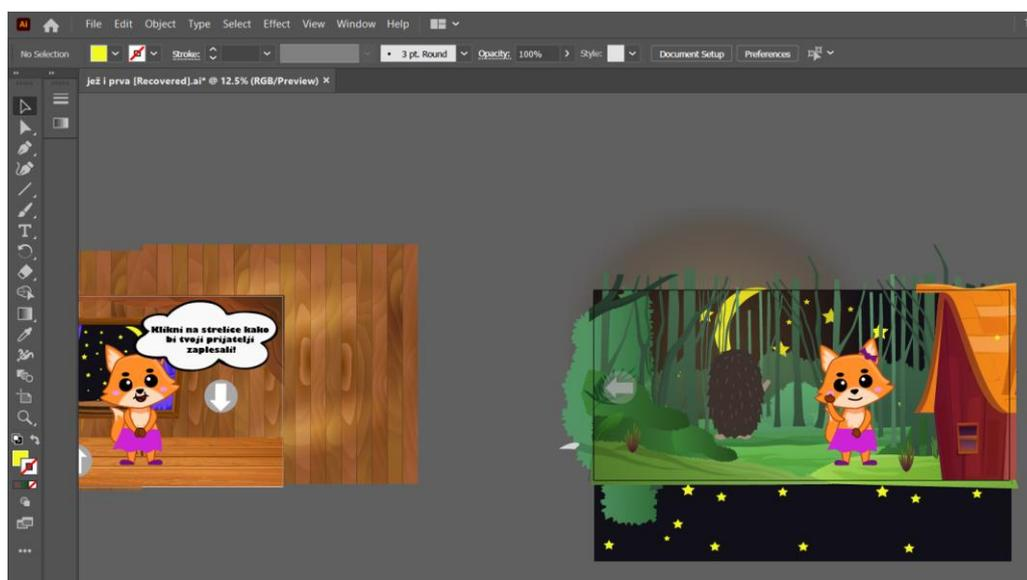 Ai File Edit Object Type Select Effect View Window Help
No Selection Stroke: 3 pt. Round Opacity: 100% Style: Document Setup Preferences
jež i prva [Recovered].ai* @ 12.5% (RGB/Preview) ×
Klikni na strelice kako
bi tvoji prijatelji
zaplesali!